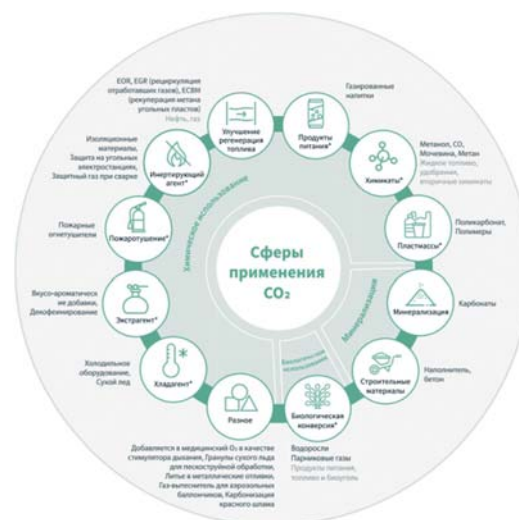 EOR, EGR (рециркуляция
отработавших газов), ECBM
(рекуперация метана
угольных пластов)
Нефть, газ
Улучшение
регенерация
топлива
Газированные
напитки
Продукты
питания*
Метанол, CO,
Мочевина, Метан
Жидкое топливо,
удобрения,
вторичные химикаты
Химикаты*
Поликарбонат,
Полимеры
Пластмассы*
Карбонаты
Минерализация
Наполнитель,
бетон
Строительные
материалы
Водоросли
Парниковые газы
Продукты питания,
топливо и биоуголь
Биологическая
конверсия*
Добавляется в медицинский O₂ в качестве
стимулятора дыхания, Гранулы сухого льда
для пескоструйной обработки,
Литье в металлические отливки,
Газ-вытеснитель для аэрозольных
баллончиков, Карбонизация
красного шлама
Разное
Холодильное
оборудование,
Сухой лед
Хладагент*
Вкусо-ароматическ
ие добавки,
Декофеинирование
Экстрагент*
Пожарные
огнетушители
Пожаротушение*
Изоляционные
материалы,
Защита на угольных
электростанциях,
Защитный газ при сварке
Инертирующий
агент*
Химическое использование
Минерализация
Биологическое
использование
Сферы
применения
CO₂